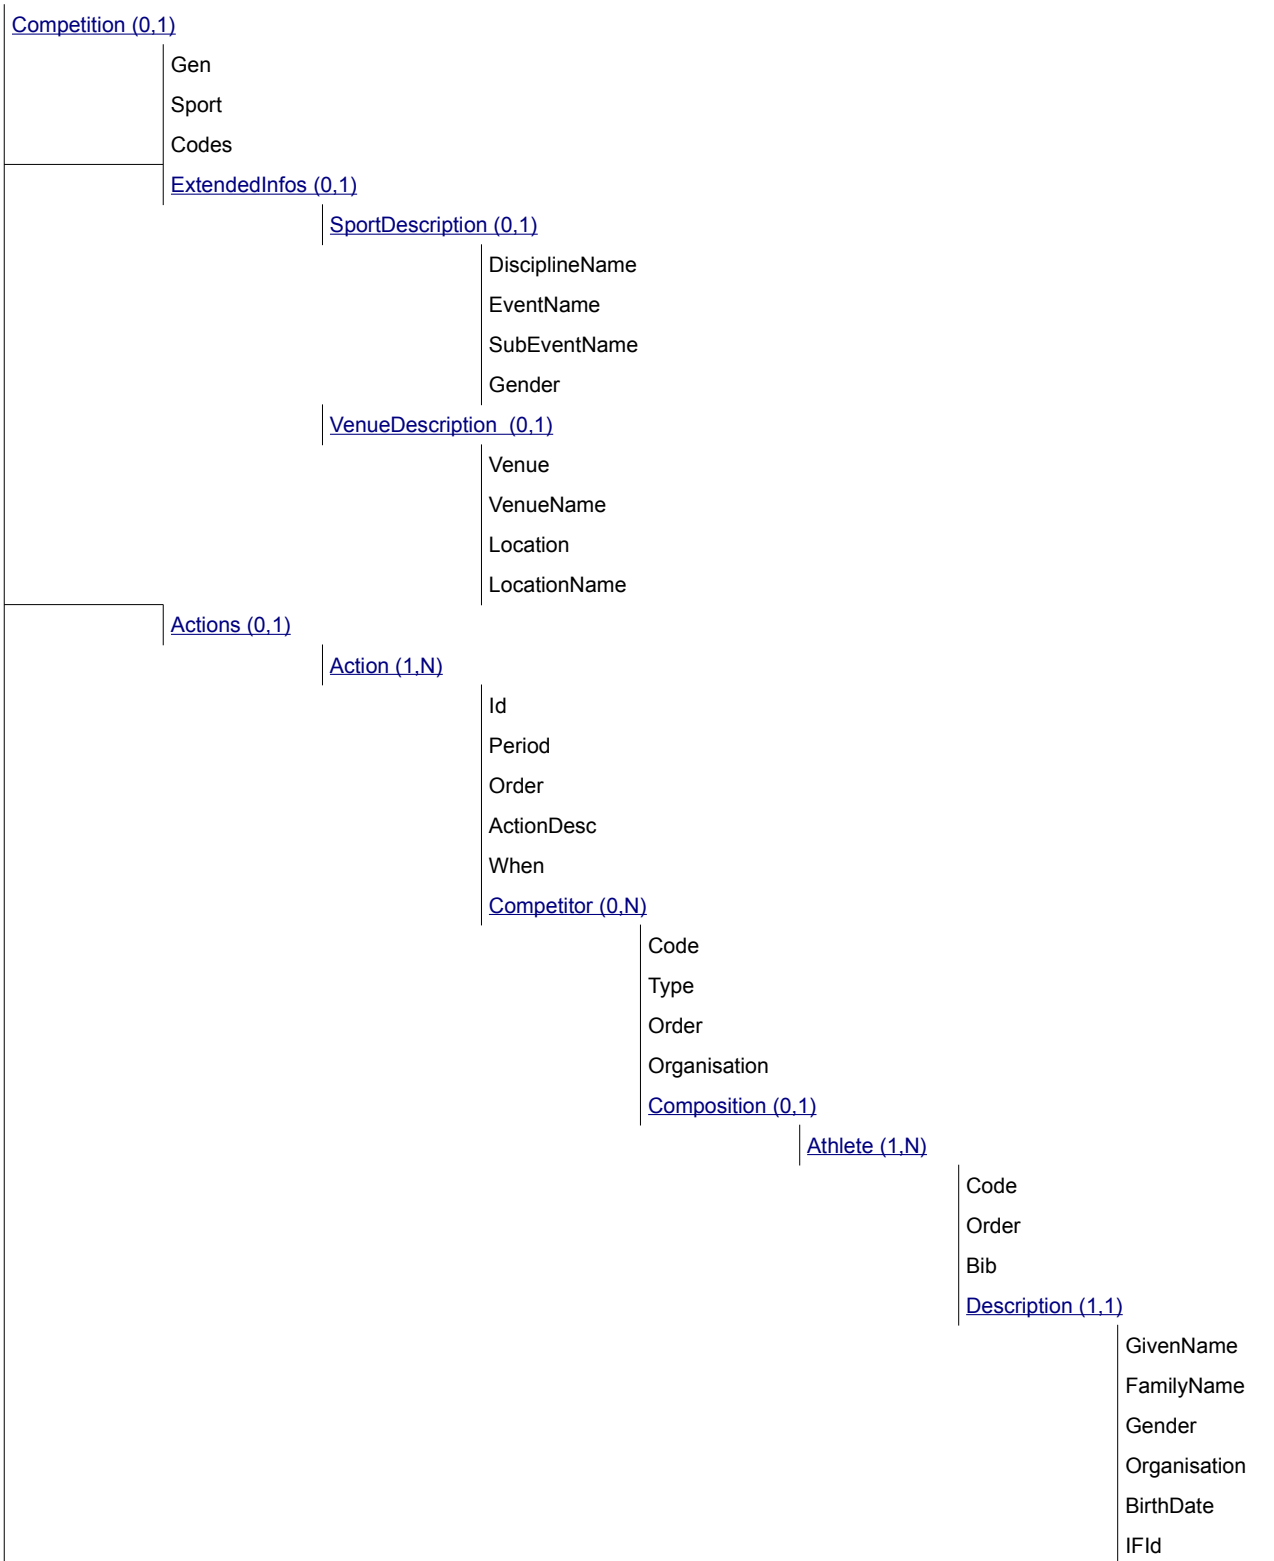 Competition (0,1)
Gen
Sport
Codes
ExtendedInfos (0,1)
SportDescription (0,1)
DisciplineName
EventName
SubEventName
Gender
VenueDescription  (0,1)
Venue
VenueName
Location
LocationName
Actions (0,1)
Action (1,N)
Id
Period
Order
ActionDesc
When
Competitor (0,N)
Code
Type
Order
Organisation
Composition (0,1)
Athlete (1,N)
Code
Order
Bib
Description (1,1)
GivenName
FamilyName
Gender
Organisation
BirthDate
IFId